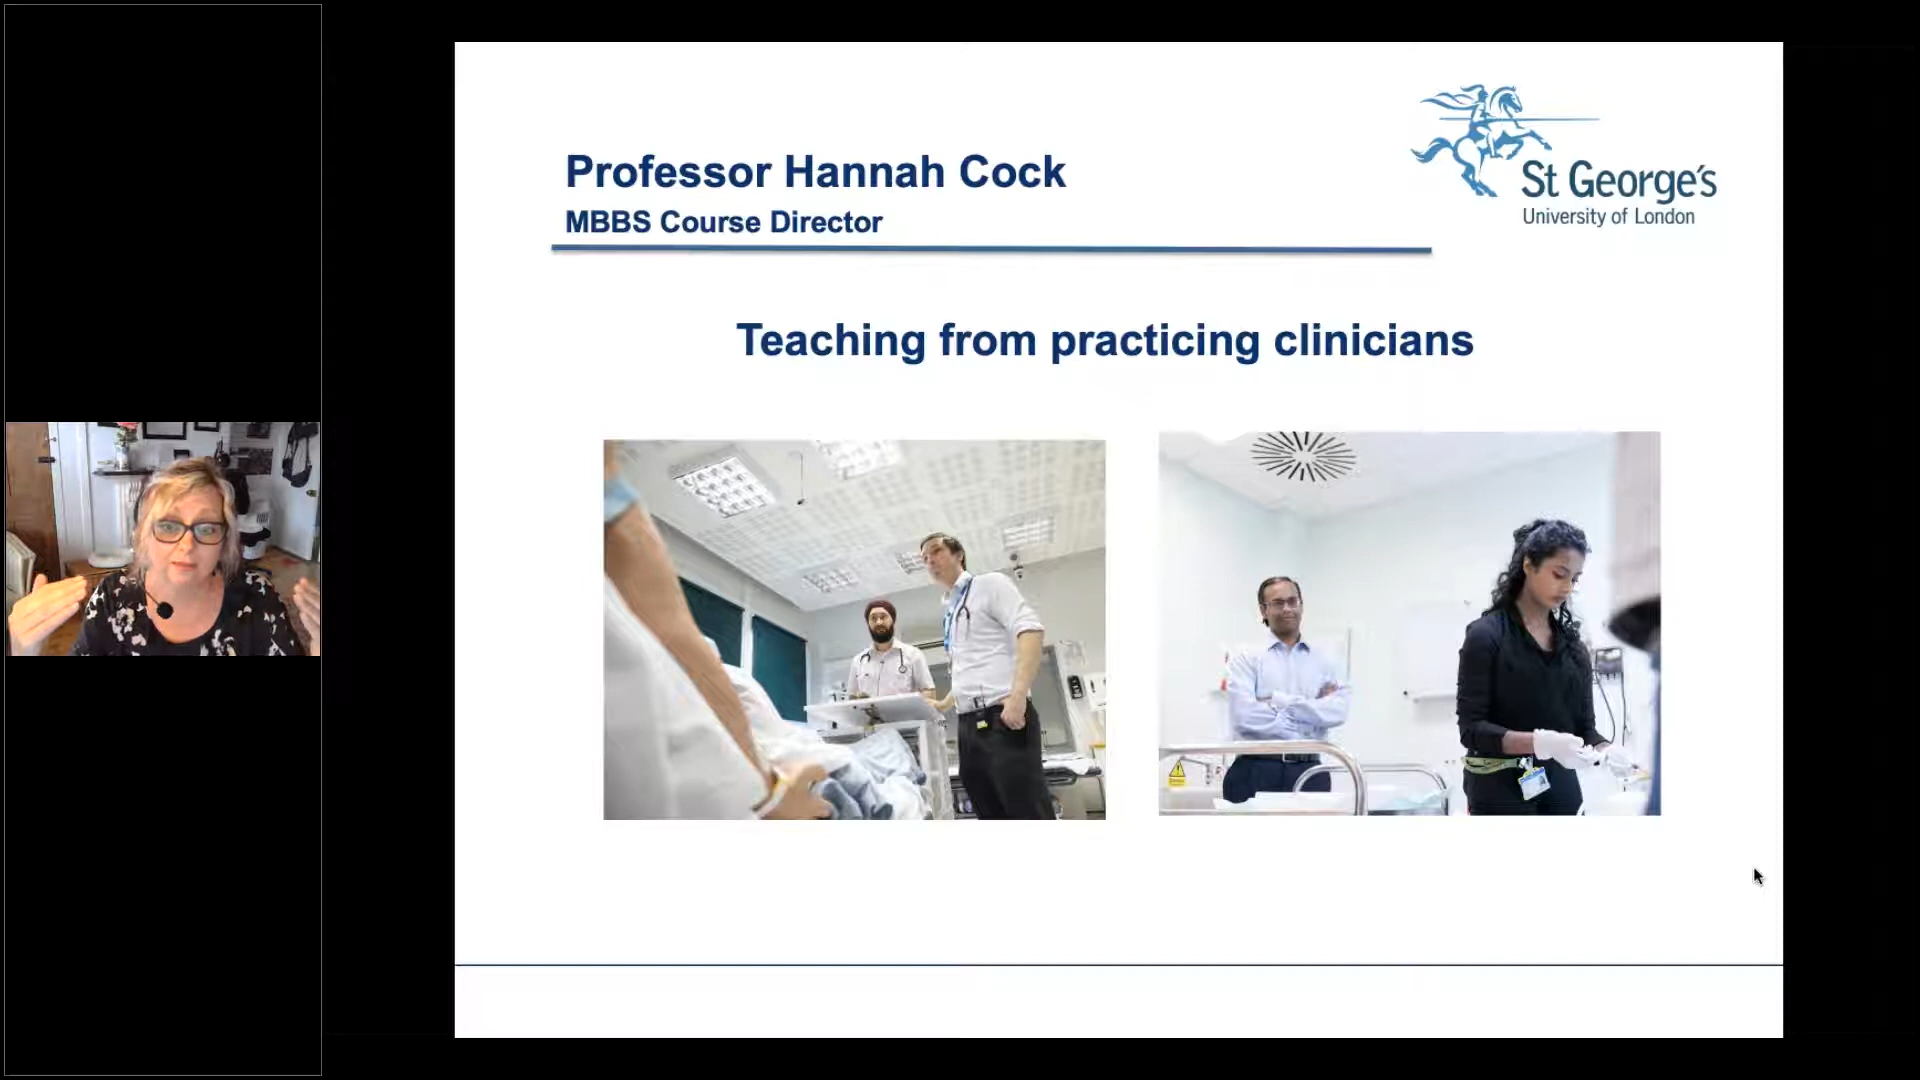 Professor Hannah Cock
MBBS Course Director
St George's
University of London
Teaching from practicing clinicians